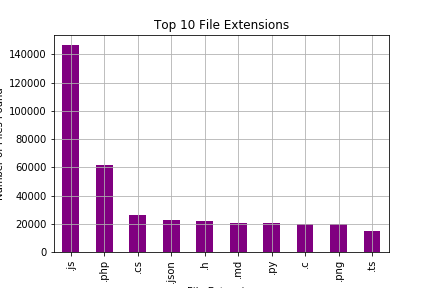 Top 10 File Extensions
140000
120000
100000
80000
60000
40000
20000
0
.js
.php
.cs
.json
.h
.md
.py
.c
.png
.ts